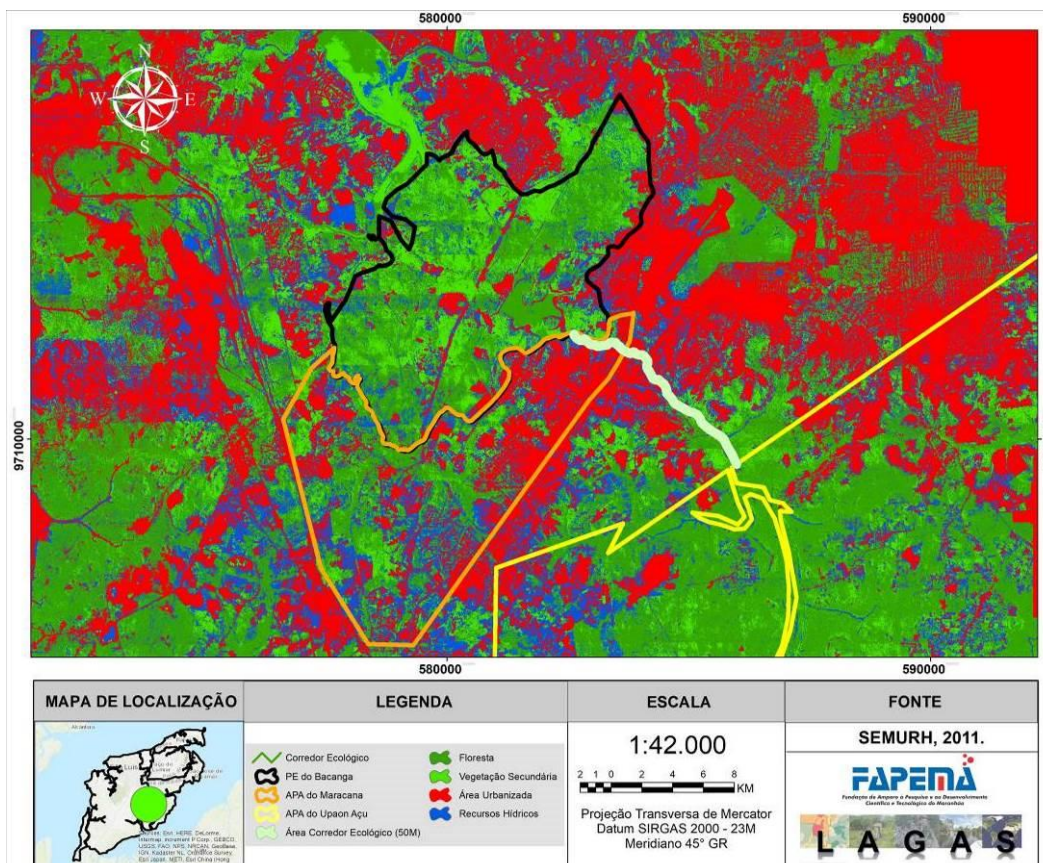 580000
590000
N
W
E
S
9710000
580000
590000
MAPA DE LOCALIZAÇÃO
LEGENDA
ESCALA
FONTE
Corredor Ecológico
PE do Bacanga
APA do Maracana
APA do Upaon Açu
Área Corredor Ecológico (50M)
Floresta
Vegetação Secundária
Área Urbanizada
Recursos Hídricos
1:42.000
2 1 0 2 4 6 8
KM
Projeção Transversa de Mercator
Datum SIRGAS 2000 - 23M
Meridiano 45° GR
SEMURH, 2011.
FAPEMA
Fundação de Amparo à Pesquisa e ao Desenvolvimento
Científico e Tecnológico do Maranhão
LAGAS